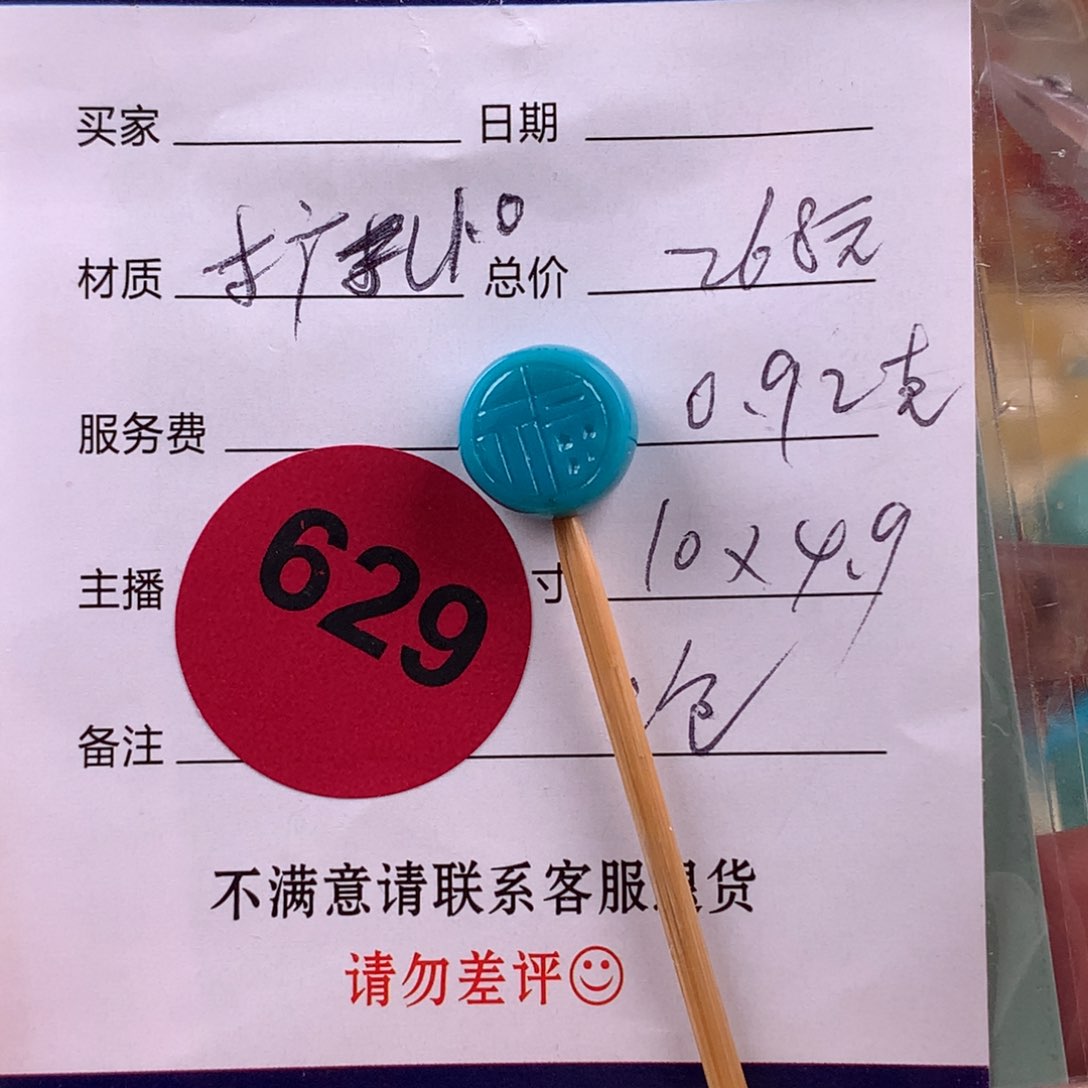 买家 日期
材质 总价 268元
服务费 0.92克
主播 寸 10×4.9
629
备注
不满意请联系客服退货
请勿差评